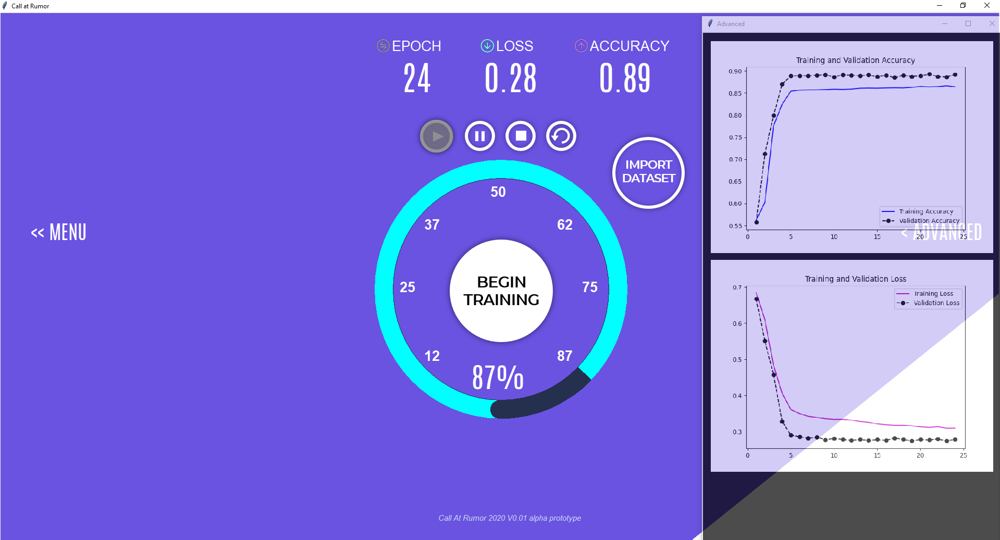 Call at Rumor
Advanced
EPOCH
LOSS
ACCURACY
24
0.28
0.89
IMPORT
DATASET
50
37
62
25
75
12
87
BEGIN
TRAINING
87%
<< MENU
Call At Rumor 2020 V0.01 alpha prototype
Training and Validation Accuracy
0.90
0.85
0.80
0.75
0.70
0.65
0.60
0.55
Training Accuracy
Validation Accuracy
0 5 10 15 20 25
< ADVANCED
Training and Validation Loss
0.7
0.6
0.5
0.4
0.3
Training Loss
Validation Loss
0 5 10 15 20 25